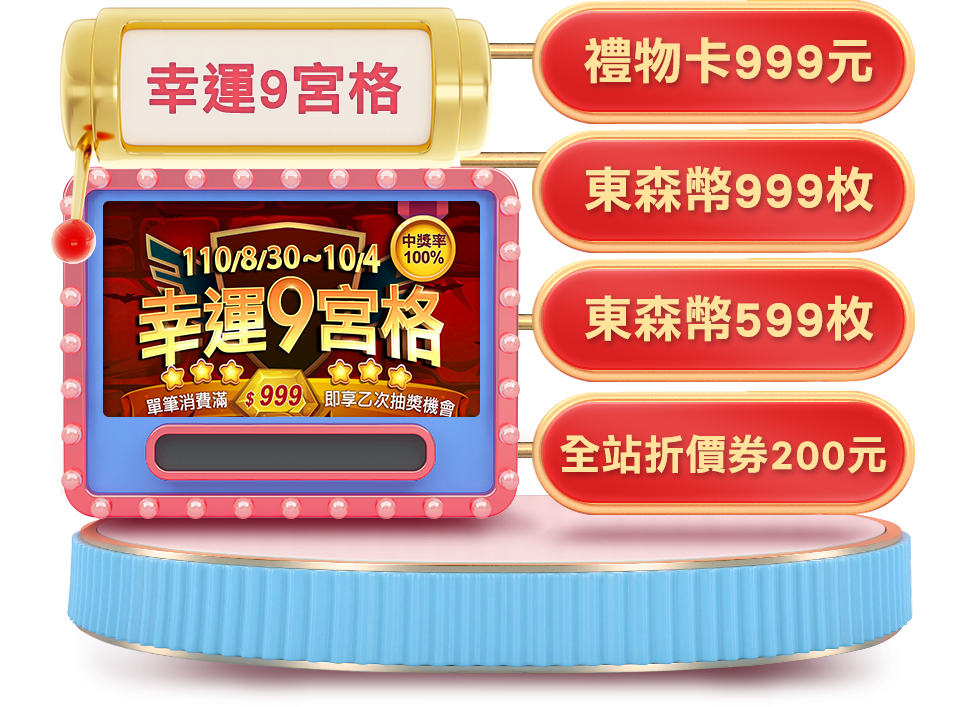 幸運9宮格
110/8/30~10/4
中獎率
100%
幸運9宮格
單筆消費滿 $999 即享乙次抽獎機會
禮物卡999元
東森幣999枚
東森幣599枚
全站折價券200元